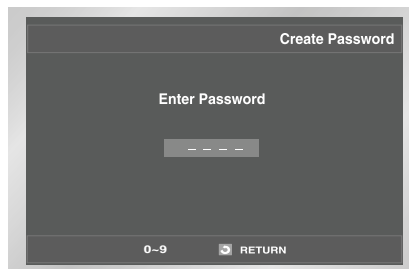 Create Password
Enter Password
_ _ _ _
0~9 RETURN